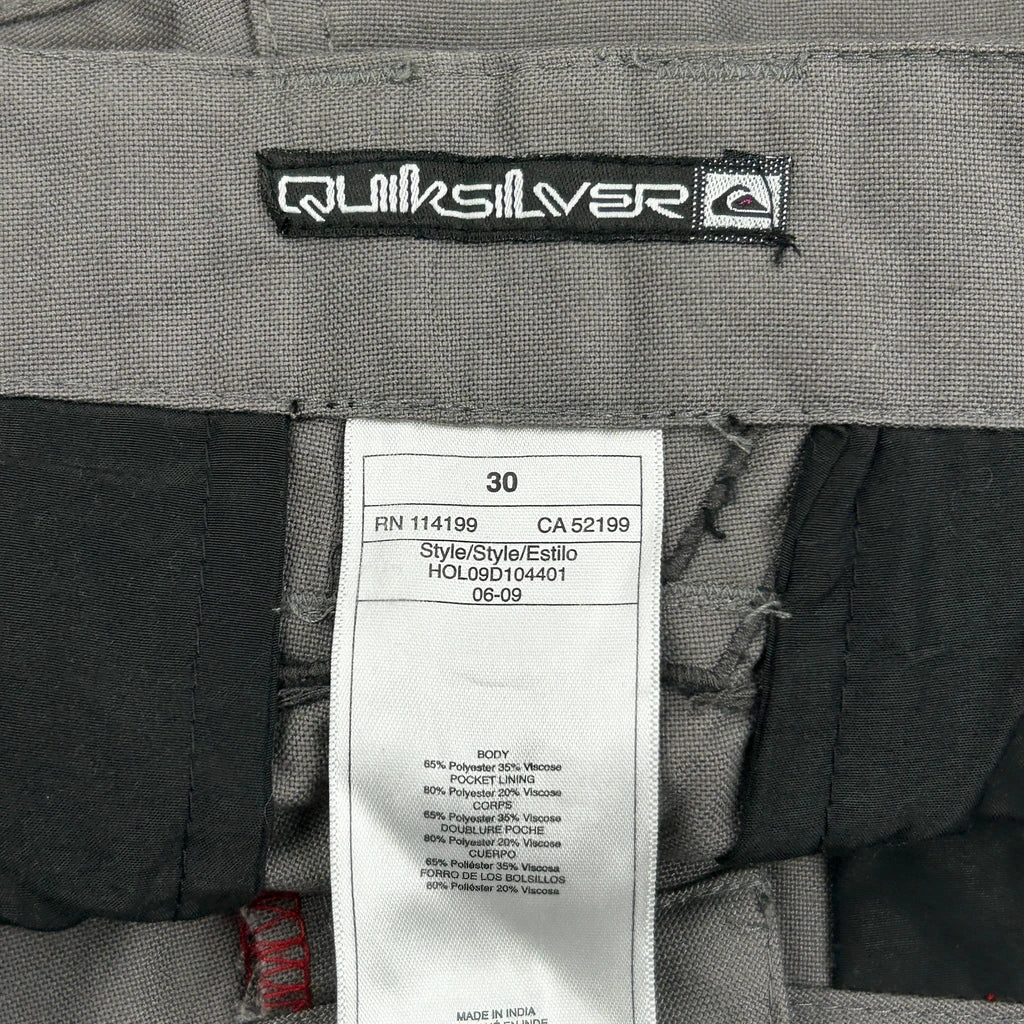 QUIKSILVER
30
RN 114199 CA 52199
Style/Style/Estilo
HOL09D104401
06-09
BODY
65% Polyester 35% Viscose
POCKET LINING
80% Polyester 20% Viscose
CORPS
65% Polyester 35% Viscose
DOUBLURE POCHE
80% Polyester 20% Viscose
CUERPO
65% Poliéster 35% Viscosa
FORRO DE LOS BOLSILLOS
80% Poliéster 20% Viscosa
MADE IN INDIA
EN INDE